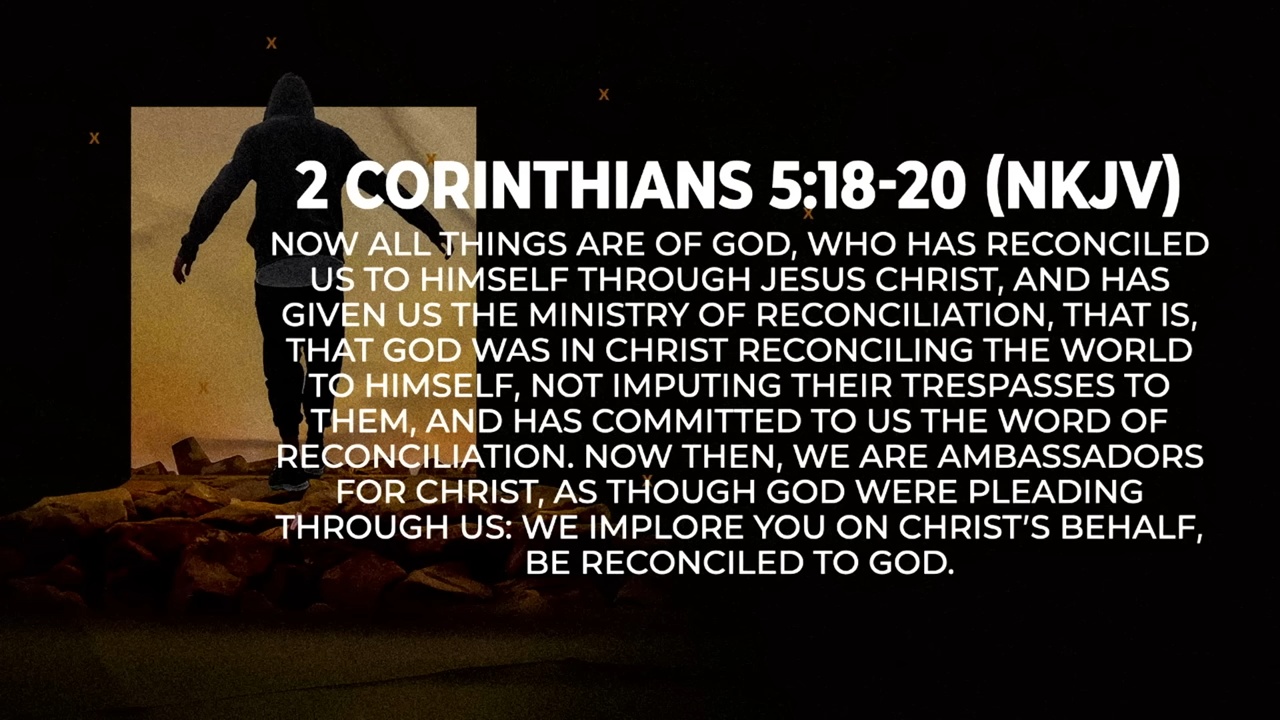 2 CORINTHIANS 5:18-20 (NKJV)
NOW ALL THINGS ARE OF GOD, WHO HAS RECONCILED
US TO HIMSELF THROUGH JESUS CHRIST, AND HAS
GIVEN US THE MINISTRY OF RECONCILIATION, THAT IS,
THAT GOD WAS IN CHRIST RECONCILING THE WORLD
TO HIMSELF, NOT IMPUTING THEIR TRESPASSES TO
THEM, AND HAS COMMITTED TO US THE WORD OF
RECONCILIATION. NOW THEN, WE ARE AMBASSADORS
FOR CHRIST, AS THOUGH GOD WERE PLEADING
THROUGH US: WE IMPLORE YOU ON CHRIST’S BEHALF,
BE RECONCILED TO GOD.